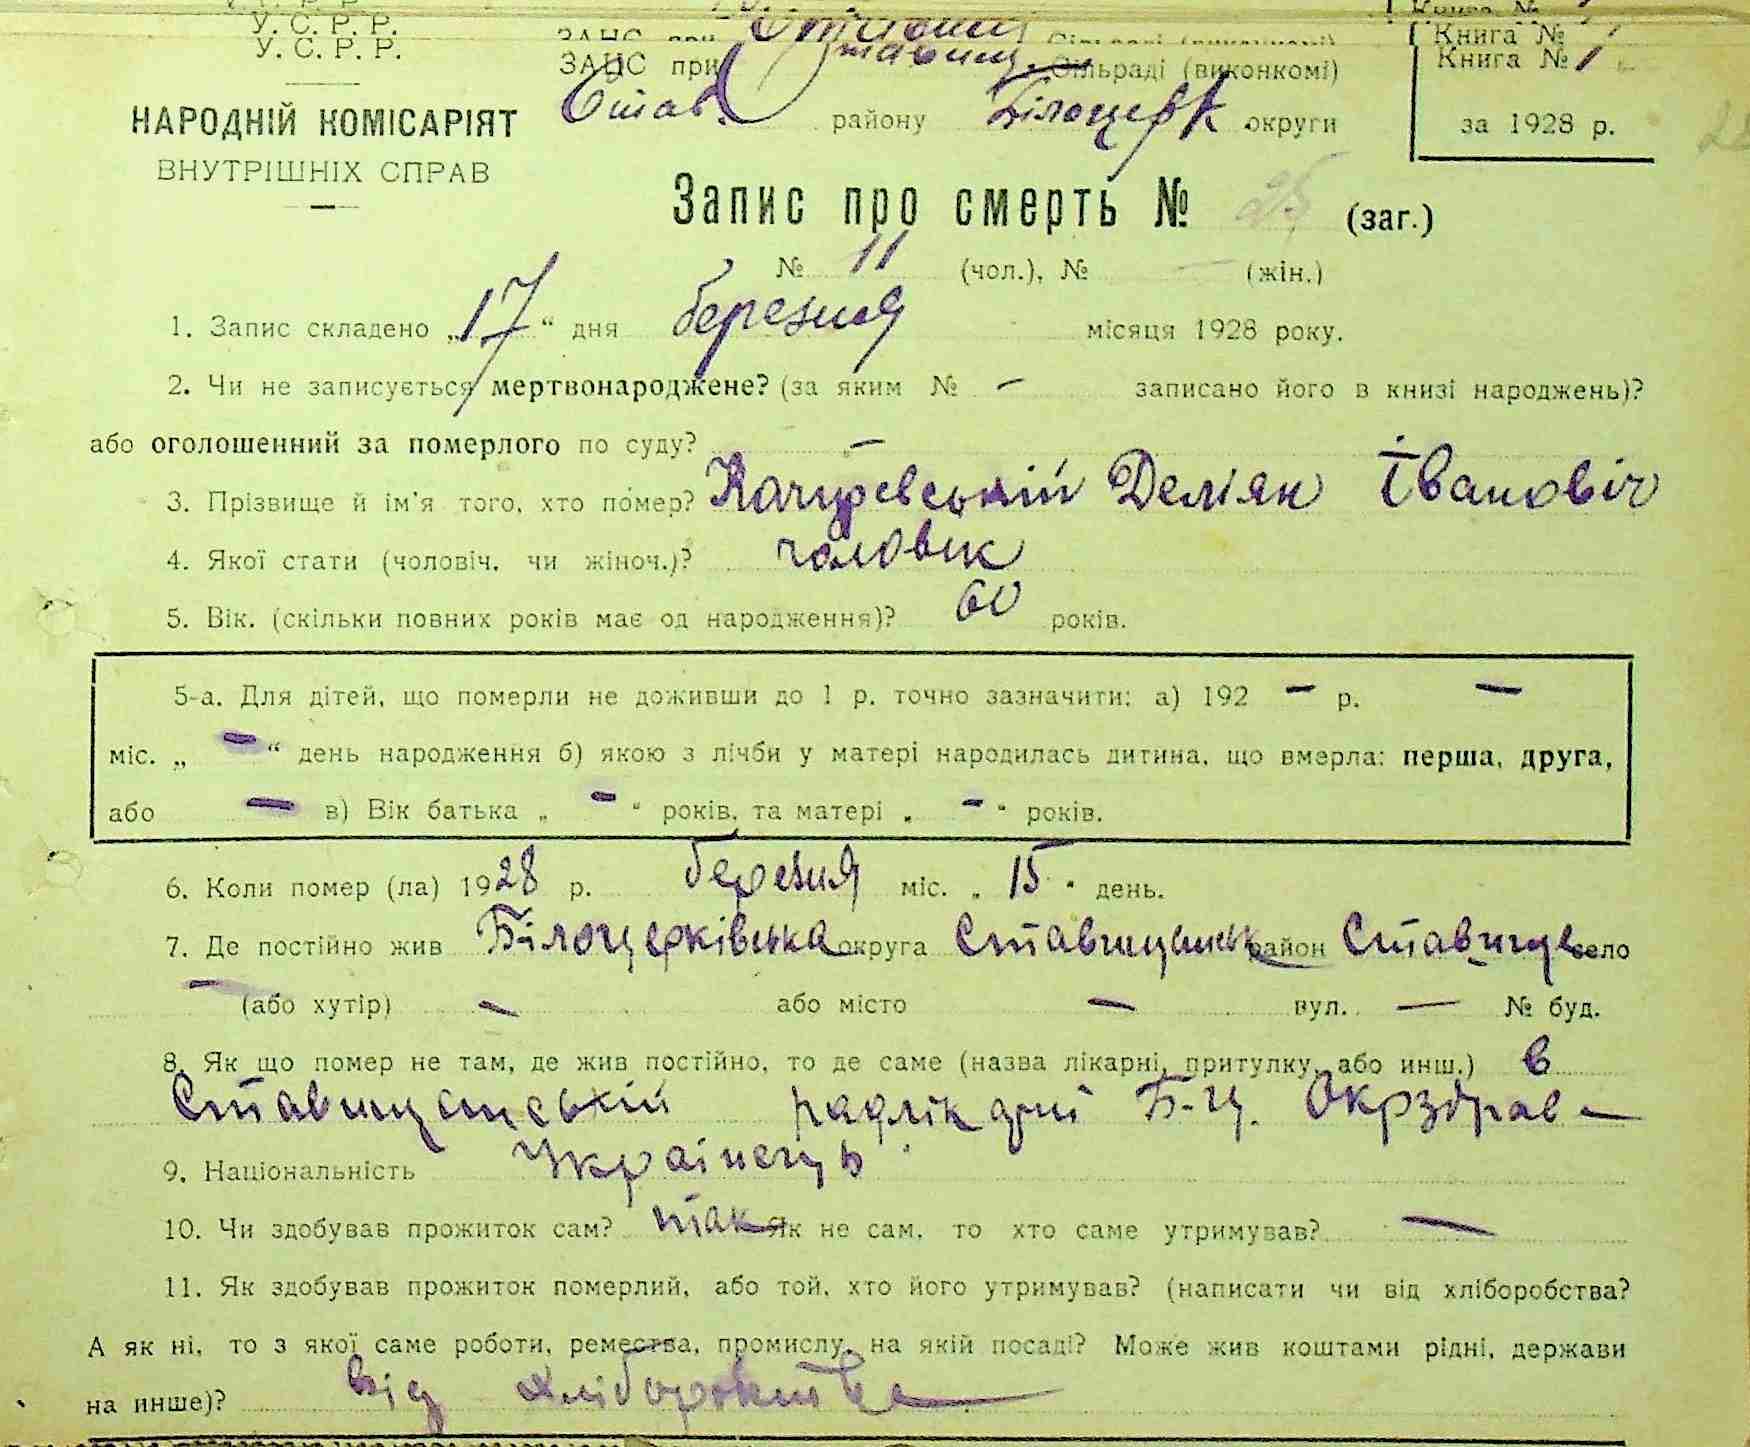 У. С. Р. Р.
У. С. Р. Р.
ЗАГС при Ставищ. Сільраді (виконкомі)
Книга №
Книга № 1
Став. району Білоцерк округи
за 1928 р.
НАРОДНІЙ КОМІСАРІЯТ
ВНУТРІШНІХ СПРАВ
Запис про смерть № 25 (заг.)
№ 11 (чол.), № — (жін.)
1. Запис складено „17“ дня березня місяця 1928 року.
2. Чи не записується мертвонароджене? (за яким № – записано його в книзі народжень)?
або оголошенний за померлого по суду? –
3. Прізвище й ім'я того, хто помер? Качуревський Деміян Івановіч
4. Якої стати (чоловіч. чи жіноч.)? чоловік
5. Вік. (скільки повних років має од народження)? 60 років.
5-а. Для дітей, що померли не доживши до 1 р. точно зазначити: а) 192 – р. –
міс. „ – “ день народження б) якою з лічби у матері народилась дитина, що вмерла: перша, друга,
або – в) Вік батька „ – “ років, та матері „ – “ років.
6. Коли помер (ла) 1928 р. березня міс. „ 15 “ день.
7. Де постійно жив Білоцерківська округа Ставищанськ район Ставище село
– (або хутір) – або місто – вул. — № буд.
8. Як що помер не там, де жив постійно, то де саме (назва лікарні, притулку, або инш.) в
Ставищанській радлікарні Б-Ц. Окрздрав –
9. Національність Українець
10. Чи здобував прожиток сам? так Як не сам, то хто саме утримував? —
11. Як здобував прожиток померлий, або той, хто його утримував? (написати чи від хліборобства?
А як ні, то з якої саме роботи, ремества, промислу, на якій посаді? Може жив коштами рідні, держави
на инше)? від хліборобства